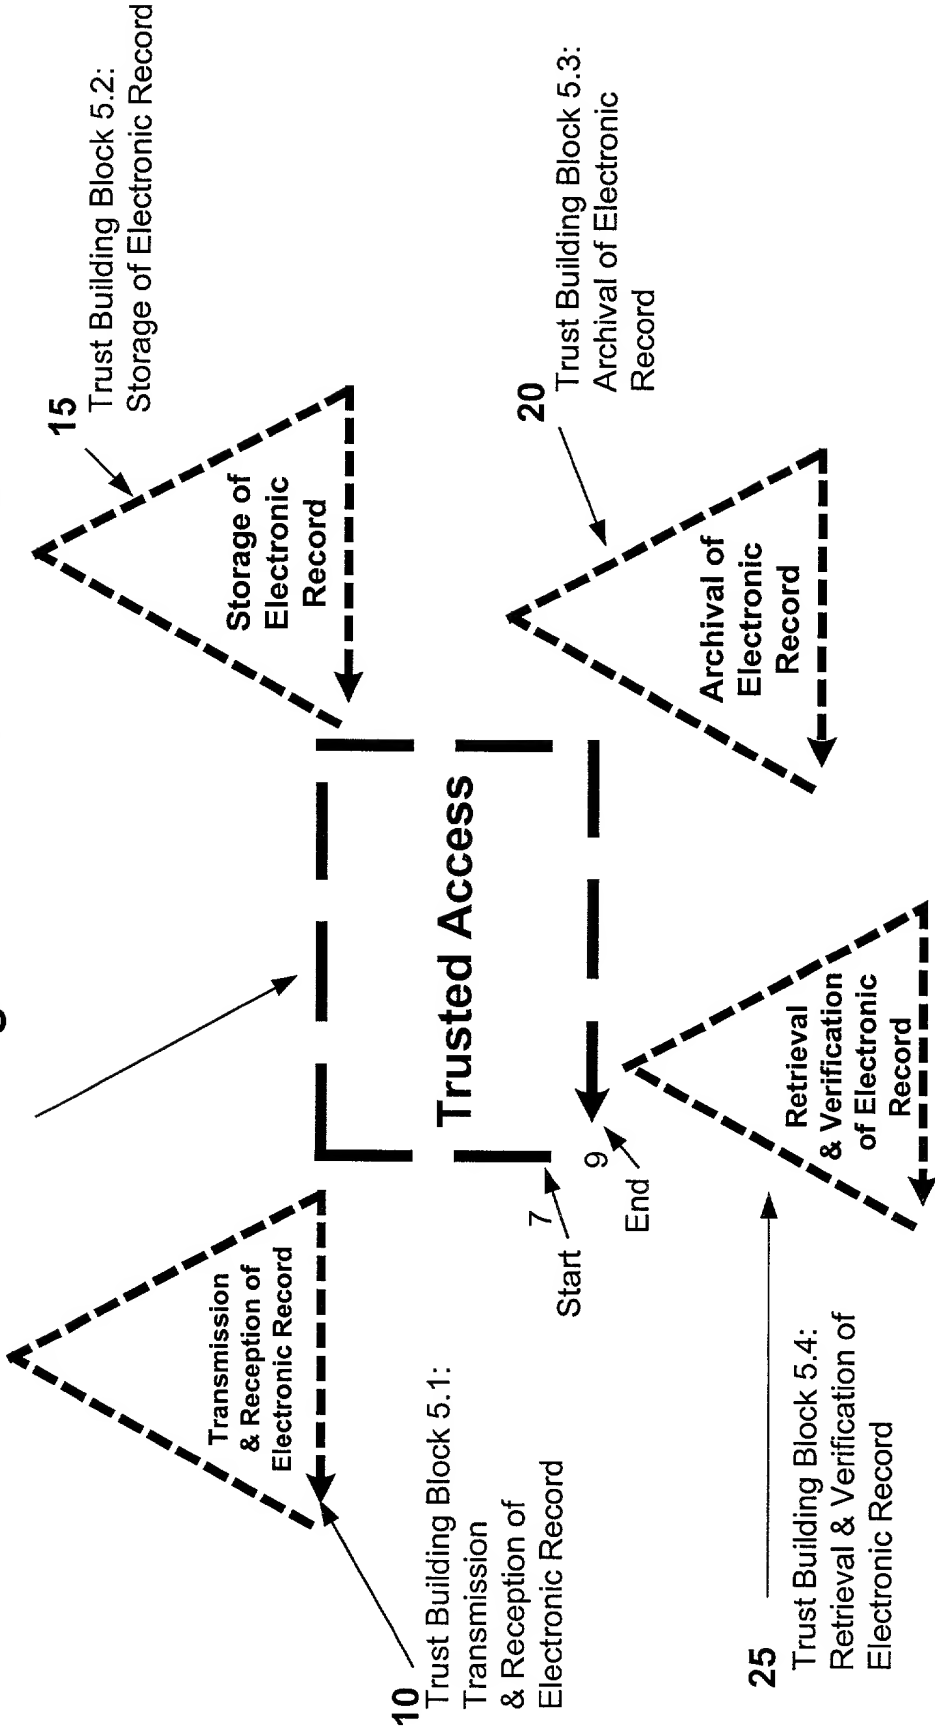 10
Trust Building Block 5.1:
Transmission
& Reception of
Electronic Record
Transmission
& Reception of
Electronic Record
15
Trust Building Block 5.2:
Storage of Electronic Record
Storage of
Electronic
Record
Trusted Access
7
Start
9
End
20
Trust Building Block 5.3:
Archival of Electronic
Record
Archival of
Electronic
Record
25
Trust Building Block 5.4:
Retrieval & Verification of
Electronic Record
Retrieval
& Verification
of Electronic
Record